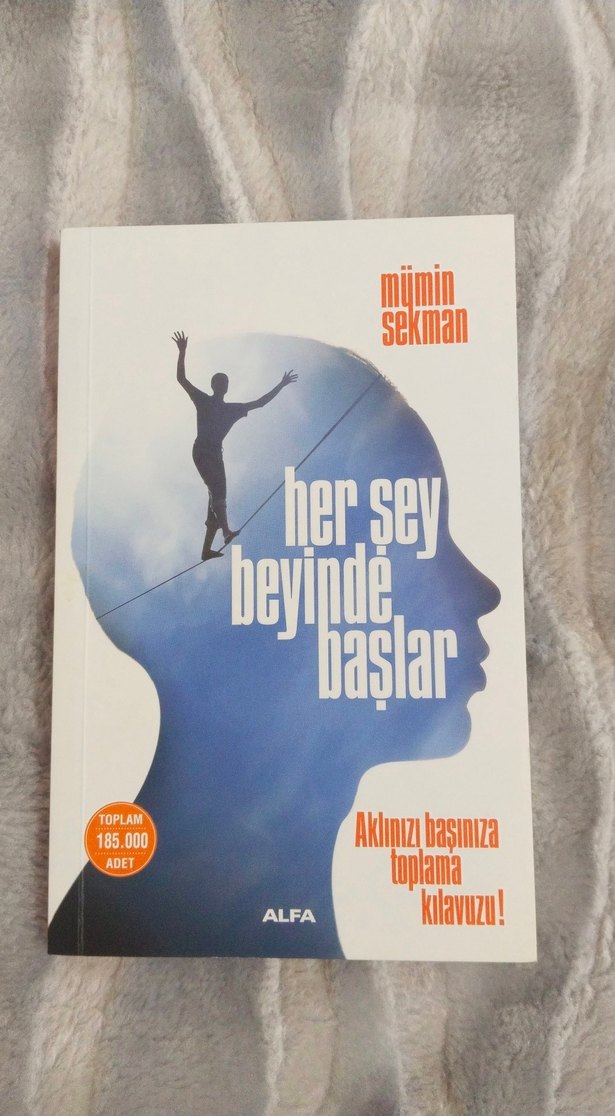 mümin
sekman
her şey
beyinde
başlar
TOPLAM
185.000
ADET
Aklınızı başınıza
toplama
kılavuzu!
ALFA